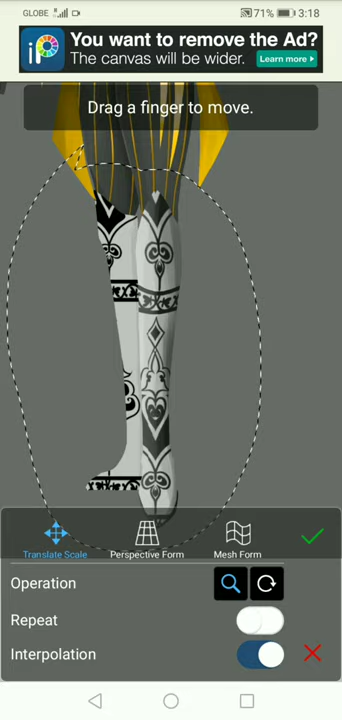 GLOBE 71% 3:18
You want to remove the Ad?
iP The canvas will be wider. Learn more
Drag a finger to move.
Translate Scale Perspective Form Mesh Form
Operation
Repeat
Interpolation